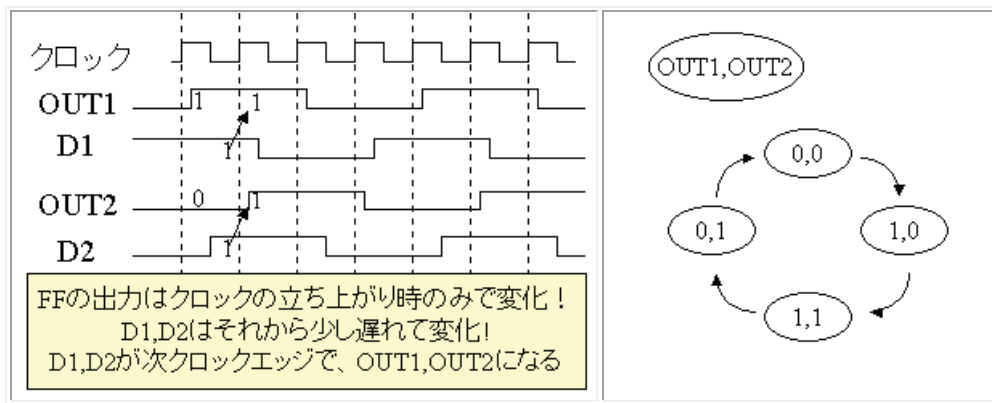 クロック
OUT1
1
1
D1
1
OUT2
0
1
D2
1
FFの出力はクロックの立ち上がり時のみで変化！
D1,D2はそれから少し遅れて変化!
D1,D2が次クロックエッジで、OUT1,OUT2になる
OUT1,OUT2
0,0
0,1
1,0
1,1